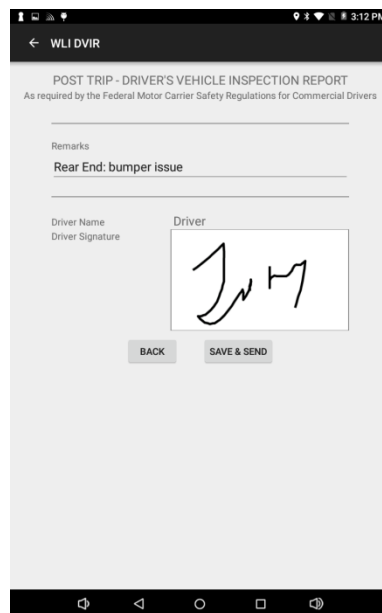 3:12 PM
WLI DVIR
POST TRIP - DRIVER'S VEHICLE INSPECTION REPORT
As required by the Federal Motor Carrier Safety Regulations for Commercial Drivers
Remarks
Rear End: bumper issue
Driver Name Driver
Driver Signature
BACK SAVE & SEND